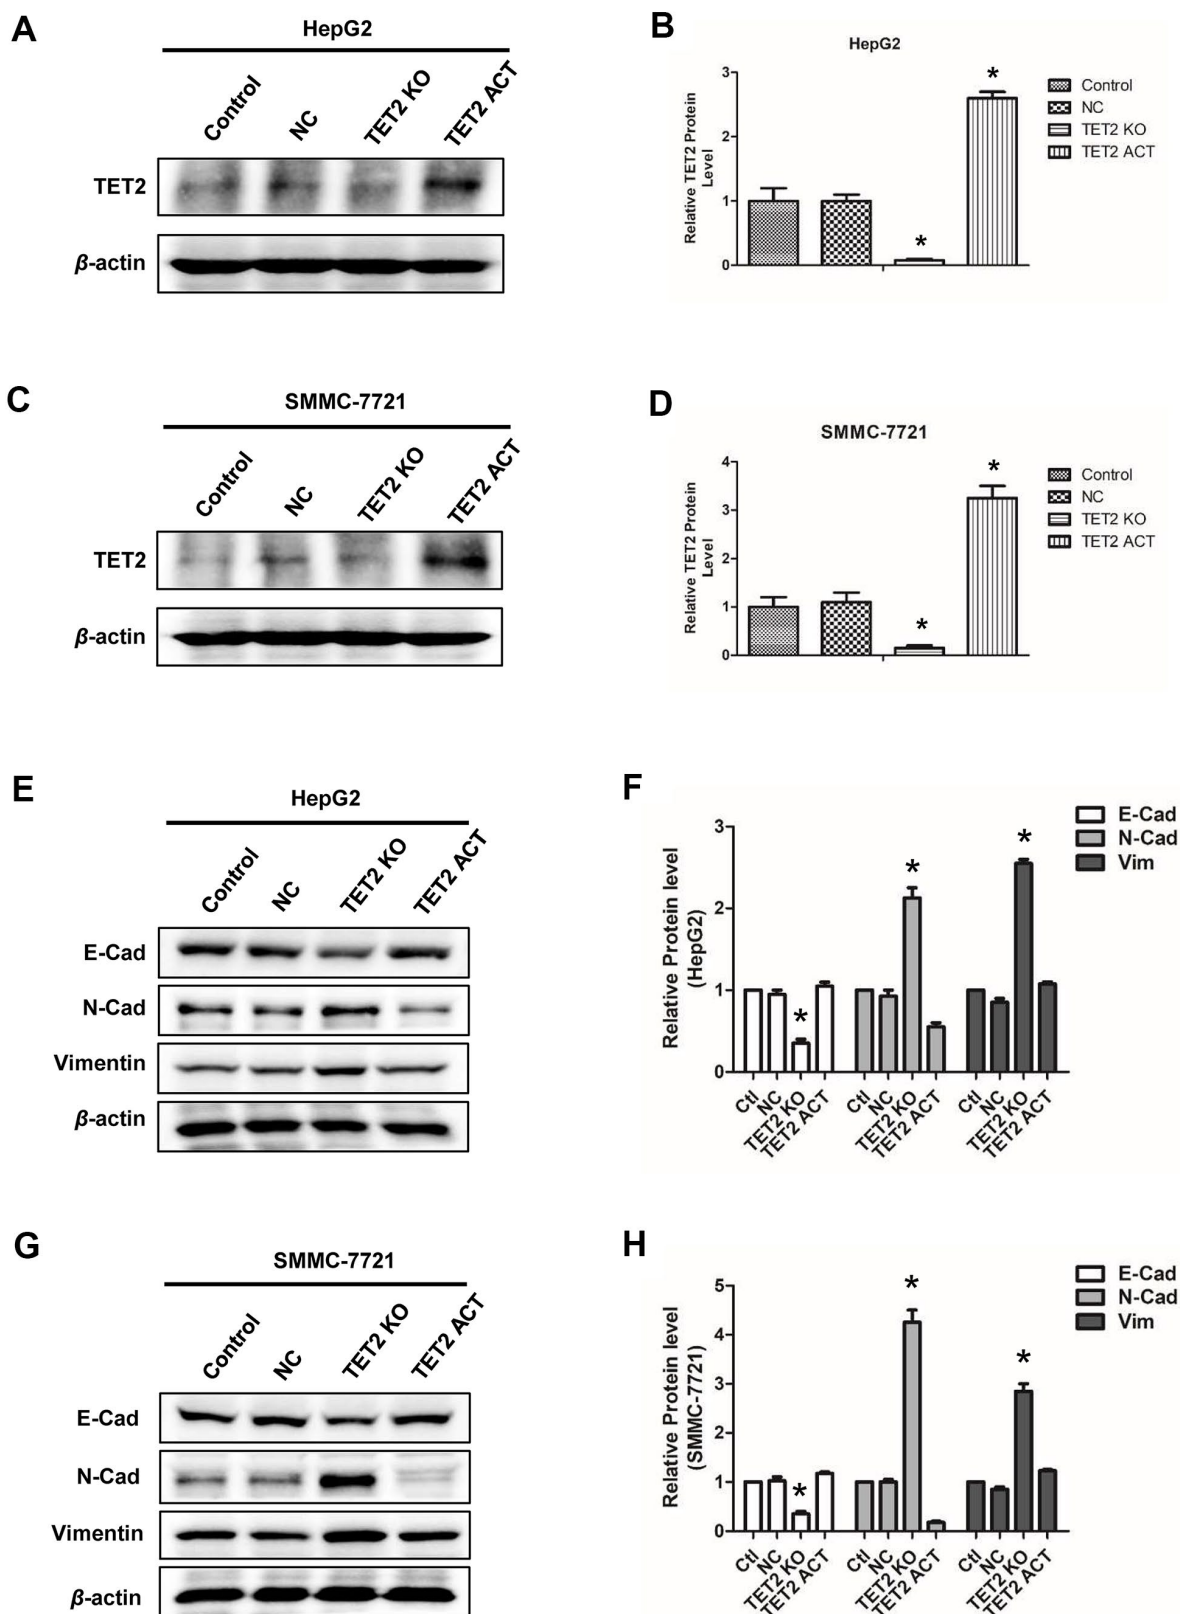 A
HepG2
Control
NC
TET2 KO
TET2 ACT
TET2
β-actin
B
HepG2
Relative TET2 Protein
Level
3
2
1
0
*
*
Control
NC
TET2 KO
TET2 ACT
C
SMMC-7721
Control
NC
TET2 KO
TET2 ACT
TET2
β-actin
D
SMMC-7721
Relative TET2 Protein
Level
4
3
2
1
0
*
*
Control
NC
TET2 KO
TET2 ACT
E
HepG2
Control
NC
TET2 KO
TET2 ACT
E-Cad
N-Cad
Vimentin
β-actin
F
Relative Protein level
(HepG2)
3
2
1
0
*
*
*
E-Cad
N-Cad
Vim
Ctl
NC
TET2 KO
TET2 ACT
Ctl
NC
TET2 KO
TET2 ACT
Ctl
NC
TET2 KO
TET2 ACT
G
SMMC-7721
Control
NC
TET2 KO
TET2 ACT
E-Cad
N-Cad
Vimentin
β-actin
H
Relative Protein level
(SMMC-7721)
5
4
3
2
1
0
*
*
*
E-Cad
N-Cad
Vim
Ctl
NC
TET2 KO
TET2 ACT
Ctl
NC
TET2 KO
TET2 ACT
Ctl
NC
TET2 KO
TET2 ACT